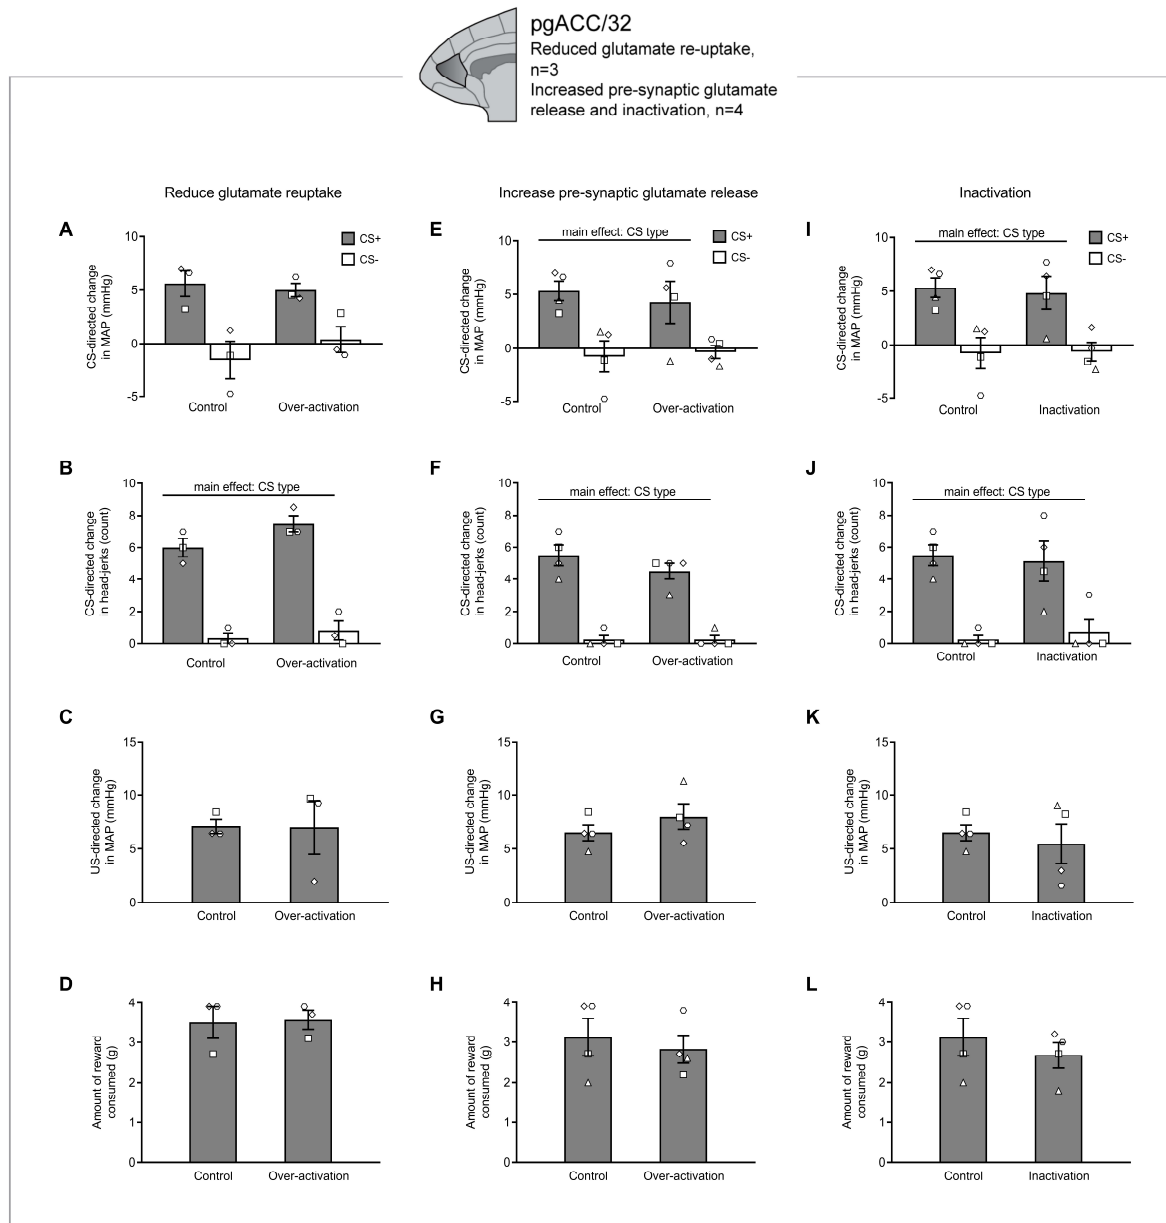 pgACC/32
Reduced glutamate re-uptake,
n=3
Increased pre-synaptic glutamate
release and inactivation, n=4
Reduce glutamate reuptake
Increase pre-synaptic glutamate release
Inactivation
A
CS-directed change
in MAP (mmHg)
10
5
0
-5
CS+
CS-
Control
Over-activation
E
CS-directed change
in MAP (mmHg)
10
5
0
-5
main effect: CS type
CS+
CS-
Control
Over-activation
I
CS-directed change
in MAP (mmHg)
10
5
0
-5
main effect: CS type
CS+
CS-
Control
Inactivation
B
CS-directed change
n head-jerks (count)
10
8
6
4
2
0
main effect: CS type
Control
Over-activation
F
CS-directed change
in head-jerks (count)
10
8
6
4
2
0
main effect: CS type
Control
Over-activation
J
CS-directed change
in head-jerks (count)
10
8
6
4
2
0
main effect: CS type
Control
Inactivation
C
US-directed change
in MAP (mmHg)
15
10
5
0
Control
Over-activation
G
US-directed change
in MAP (mmHg)
15
10
5
0
Control
Over-activation
K
US-directed change
in MAP (mmHg)
15
10
5
0
Control
Inactivation
D
Amount of reward
consumed (g)
4
3
2
1
0
Control
Over-activation
H
Amount of reward
consumed (g)
4
3
2
1
0
Control
Over-activation
L
Amount of reward
consumed (g)
4
3
2
1
0
Control
Inactivation